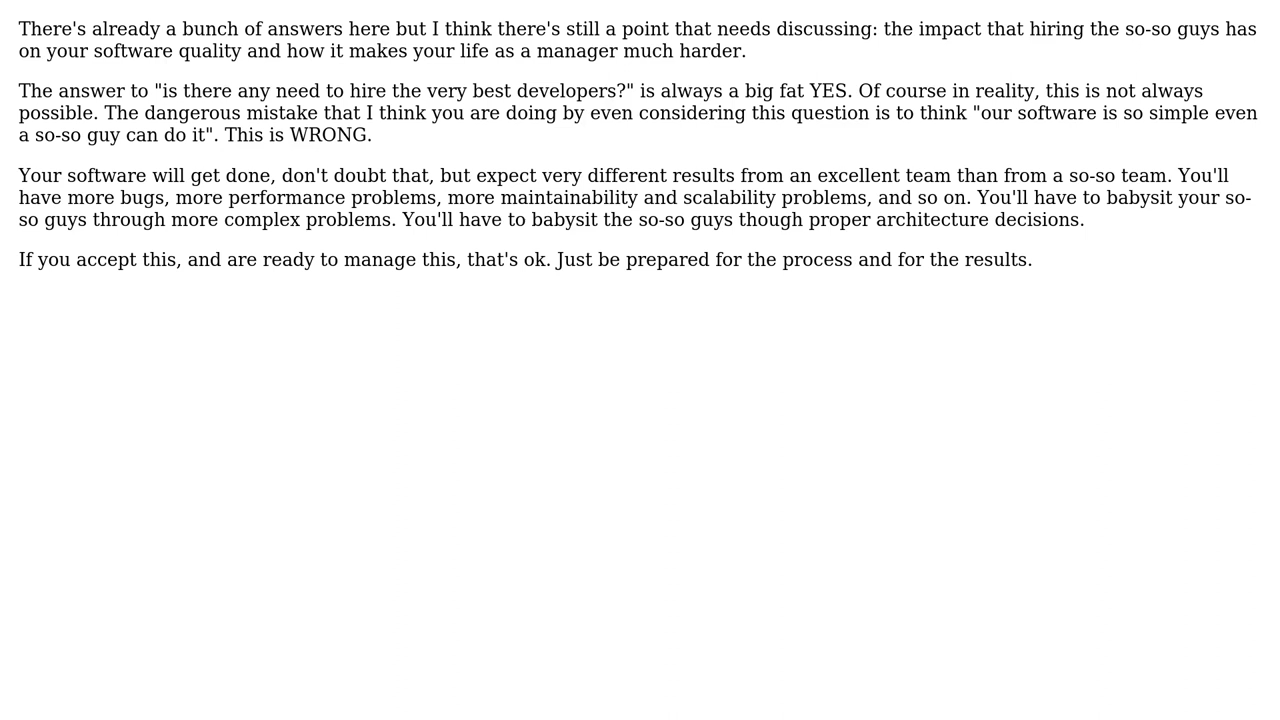 There's already a bunch of answers here but I think there's still a point that needs discussing: the impact that hiring the so-so guys has
on your software quality and how it makes your life as a manager much harder.
The answer to "is there any need to hire the very best developers?" is always a big fat YES. Of course in reality, this is not always
possible. The dangerous mistake that I think you are doing by even considering this question is to think "our software is so simple even
a so-so guy can do it". This is WRONG.
Your software will get done, don't doubt that, but expect very different results from an excellent team than from a so-so team. You'll
have more bugs, more performance problems, more maintainability and scalability problems, and so on. You'll have to babysit your so-
so guys through more complex problems. You'll have to babysit the so-so guys though proper architecture decisions.
If you accept this, and are ready to manage this, that's ok. Just be prepared for the process and for the results.